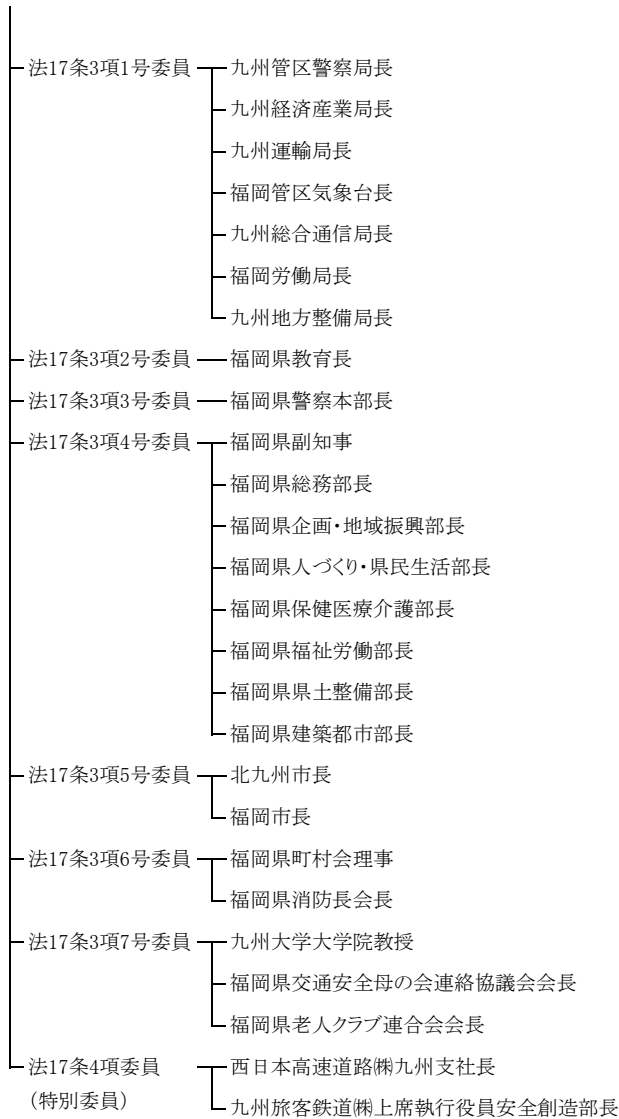 法17条3項1号委員 九州管区警察局長
九州経済産業局長
九州運輸局長
福岡管区気象台長
九州総合通信局長
福岡労働局長
九州地方整備局長
法17条3項2号委員 福岡県教育長
法17条3項3号委員 福岡県警察本部長
法17条3項4号委員 福岡県副知事
福岡県総務部長
福岡県企画・地域振興部長
福岡県人づくり・県民生活部長
福岡県保健医療介護部長
福岡県福祉労働部長
福岡県県土整備部長
福岡県建築都市部長
法17条3項5号委員 北九州市長
福岡市長
法17条3項6号委員 福岡県町村会理事
福岡県消防長会長
法17条3項7号委員 九州大学大学院教授
福岡県交通安全母の会連絡協議会会長
福岡県老人クラブ連合会会長
法17条4項委員 西日本高速道路㈱九州支社長
(特別委員) 九州旅客鉄道㈱上席執行役員安全創造部長